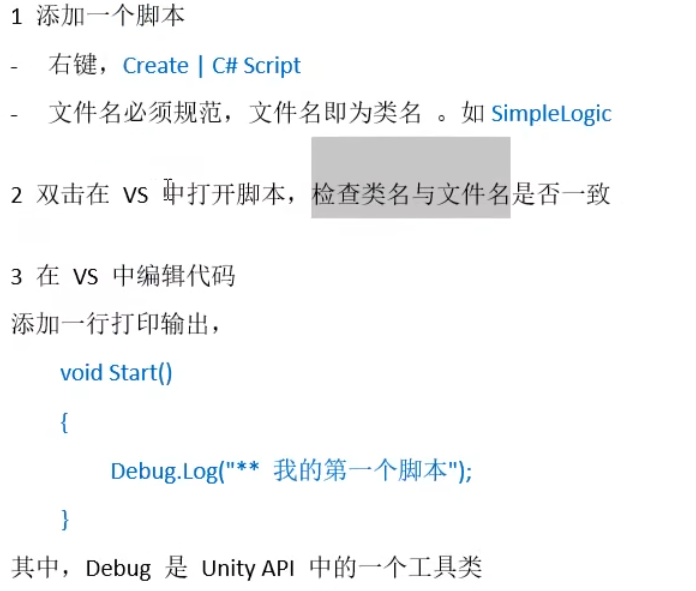 1 添加一个脚本
- 右键，Create | C# Script
- 文件名必须规范，文件名即为类名 。如 SimpleLogic
2 双击在 VS 中打开脚本，检查类名与文件名是否一致
3 在 VS 中编辑代码
添加一行打印输出，
void Start()
{
Debug.Log("** 我的第一个脚本");
}
其中，Debug 是 Unity API 中的一个工具类